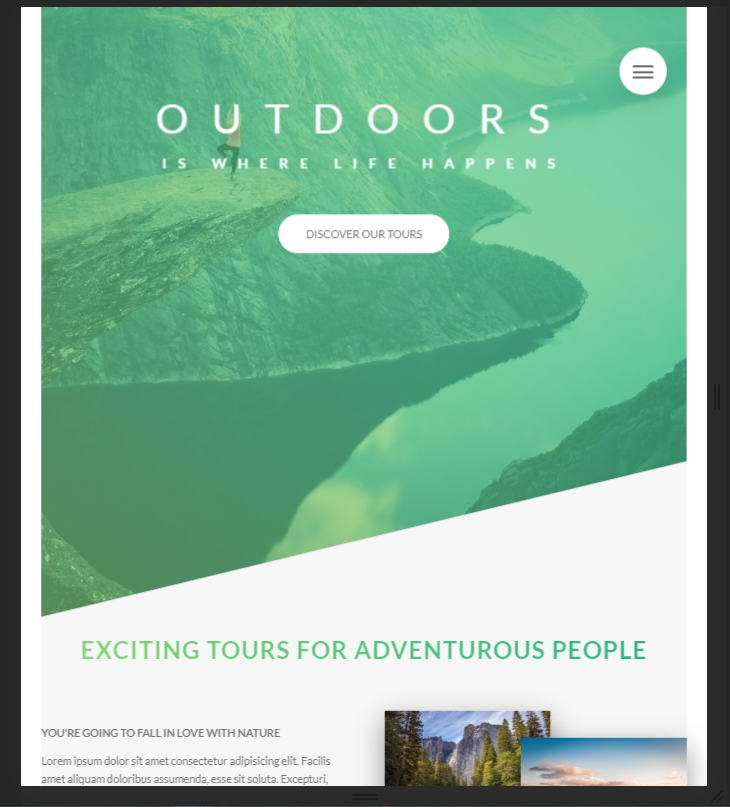 OUTDOORS
IS WHERE LIFE HAPPENS
DISCOVER OUR TOURS
EXCITING TOURS FOR ADVENTUROUS PEOPLE
YOU'RE GOING TO FALL IN LOVE WITH NATURE
Lorem ipsum dolor sit amet consectetur adipisicing elit. Facilis
amet aliquam doloribus assumenda, esse sit soluta. Excepturi,